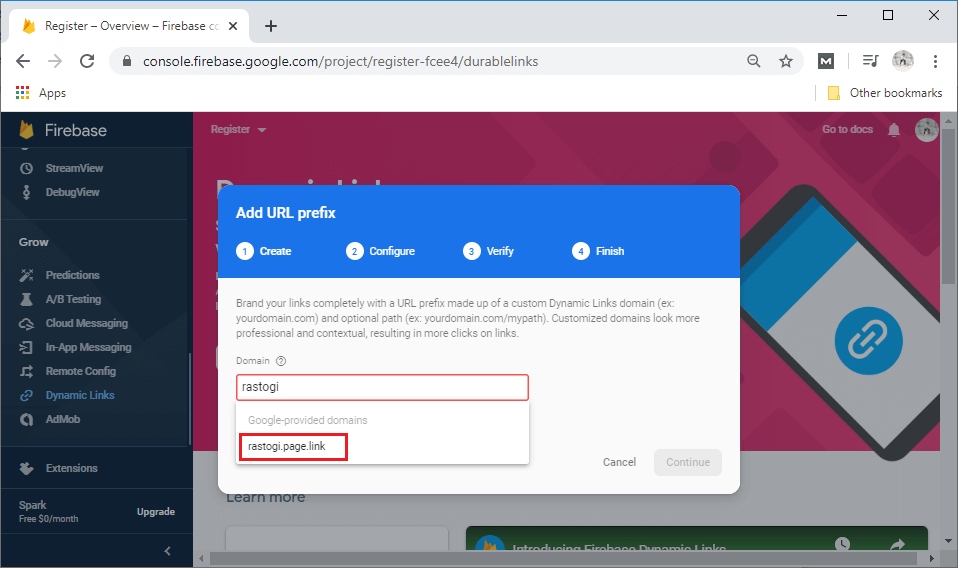 Register – Overview – Firebase co
console.firebase.google.com/project/register-fcee4/durablelinks
M
Apps
Other bookmarks
Firebase
Register
Go to docs
StreamView
DebugView
Grow
Predictions
A/B Testing
Cloud Messaging
In-App Messaging
Remote Config
Dynamic Links
AdMob
Extensions
Spark
Free $0/month
Upgrade
Add URL prefix
1 Create
2 Configure
3 Verify
4 Finish
Brand your links completely with a URL prefix made up of a custom Dynamic Links domain (ex:
yourdomain.com) and optional path (ex: yourdomain.com/mypath). Customized domains look more
professional and contextual, resulting in more clicks on links.
Domain
rastogi
Google-provided domains
rastogi.page.link
Cancel
Continue
Learn more
Introducing Firebase Dynamic Links